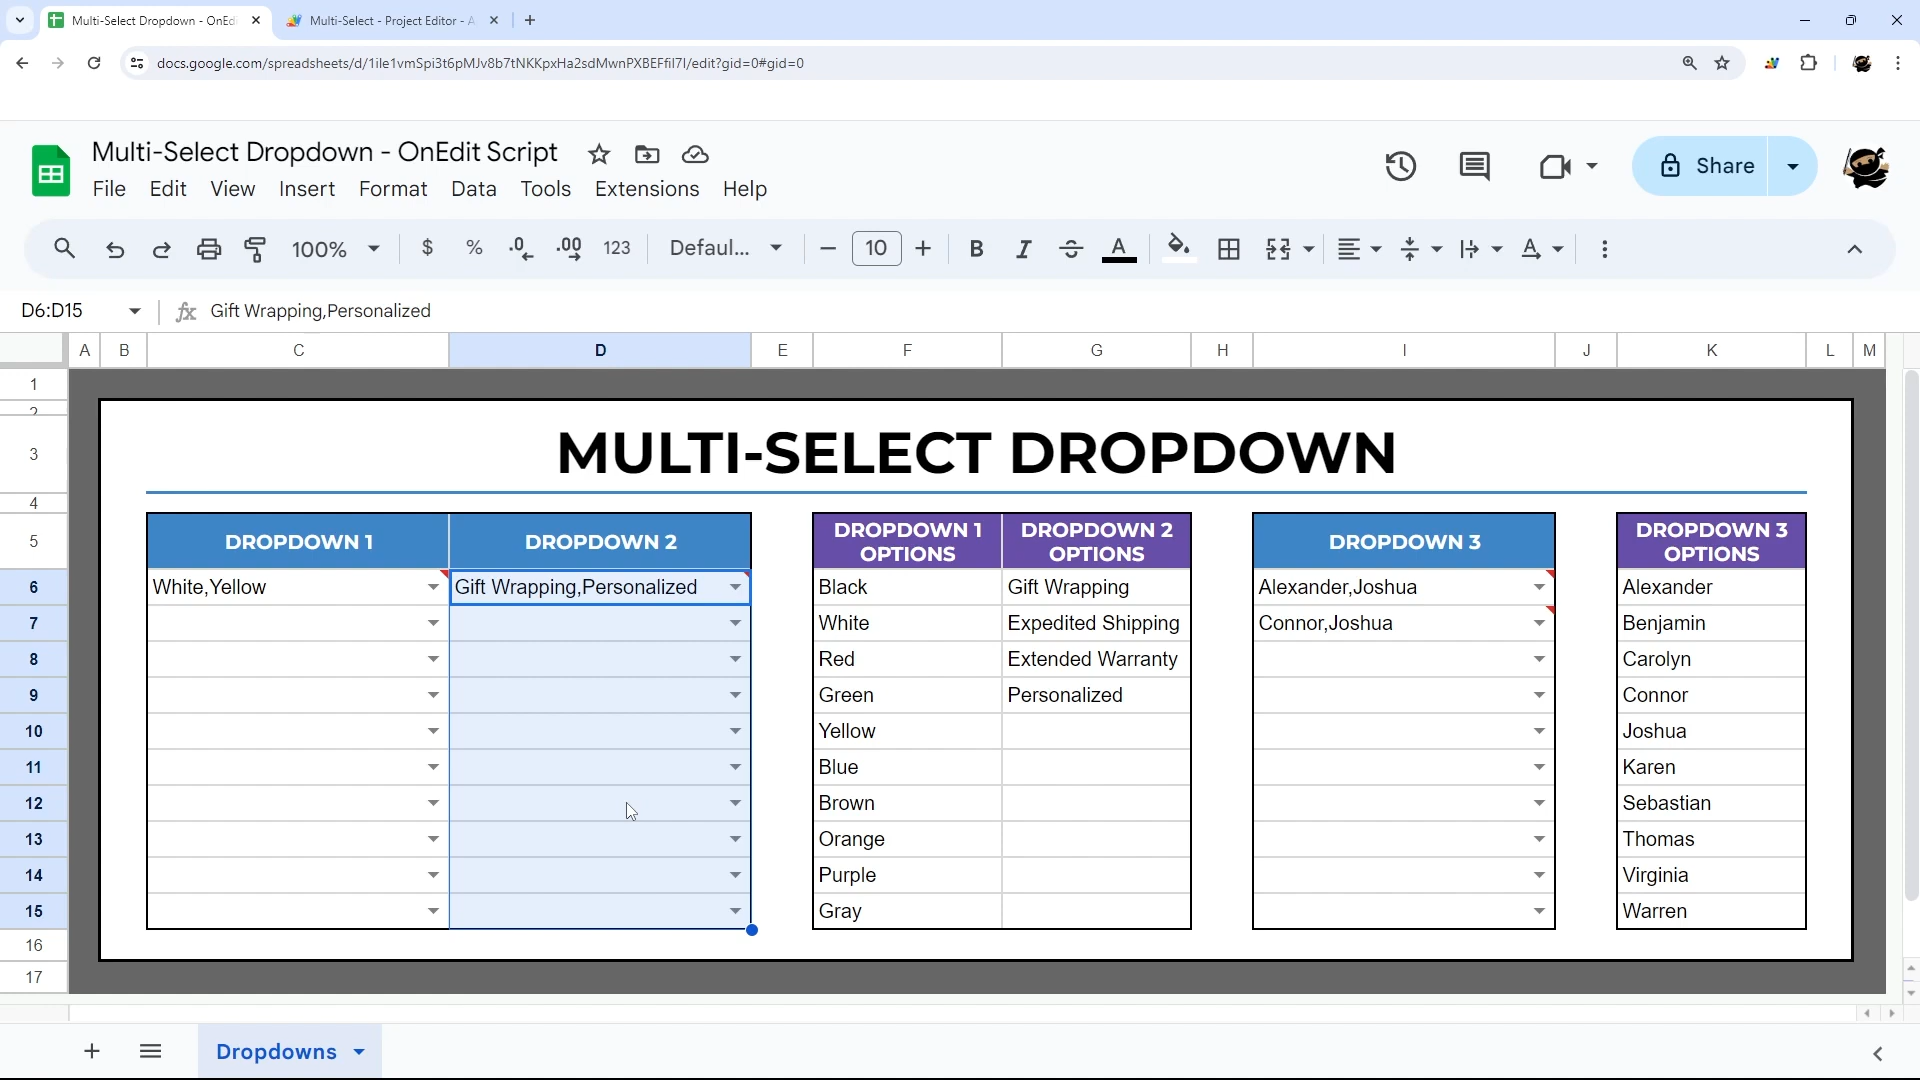 Multi-Select Dropdown - OnEd
Multi-Select - Project Editor - A
docs.google.com/spreadsheets/d/1ile1vmSpi3t6pMJv8b7tNKKpxHa2sdMwnPXBEFfil7I/edit?gid=0#gid=0
Multi-Select Dropdown - OnEdit Script
File Edit View Insert Format Data Tools Extensions Help
Share
100% $ % .0 .00 123 Defaul... 10 B I S A
D6:D15 fx Gift Wrapping,Personalized
A B C D E F G H I J K L M
1
2
3 MULTI-SELECT DROPDOWN
4
5 DROPDOWN 1 DROPDOWN 2 DROPDOWN 1 OPTIONS DROPDOWN 2 OPTIONS DROPDOWN 3 DROPDOWN 3 OPTIONS
6 White,Yellow Gift Wrapping,Personalized Black Gift Wrapping Alexander,Joshua Alexander
7 White Expedited Shipping Connor,Joshua Benjamin
8 Red Extended Warranty Carolyn
9 Green Personalized Connor
10 Yellow Joshua
11 Blue Karen
12 Brown Sebastian
13 Orange Thomas
14 Purple Virginia
15 Gray Warren
16
17
Dropdowns